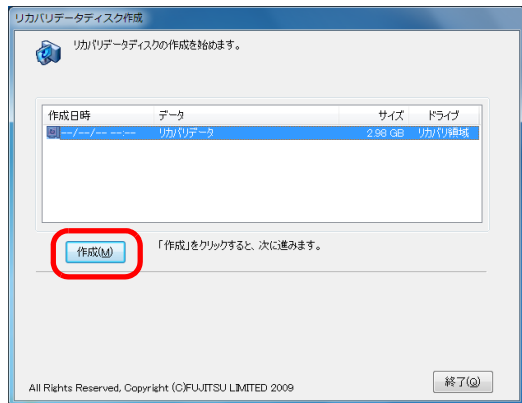 リカバリデータディスク作成
リカバリデータディスクの作成を始めます。
作成日時 データ サイズ ドライブ
--/--/-- --:-- リカバリデータ 2.98 GB リカバリ領域
作成(M) 「作成」をクリックすると、次に進みます。
All Rights Reserved, Copyright (C)FUJITSU LIMITED 2009 終了(Q)